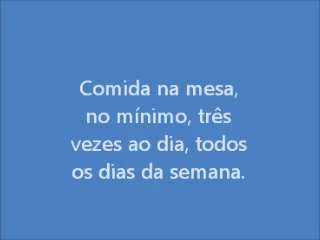 Comida na mesa,
no mínimo, três
vezes ao dia, todos
os dias da semana.